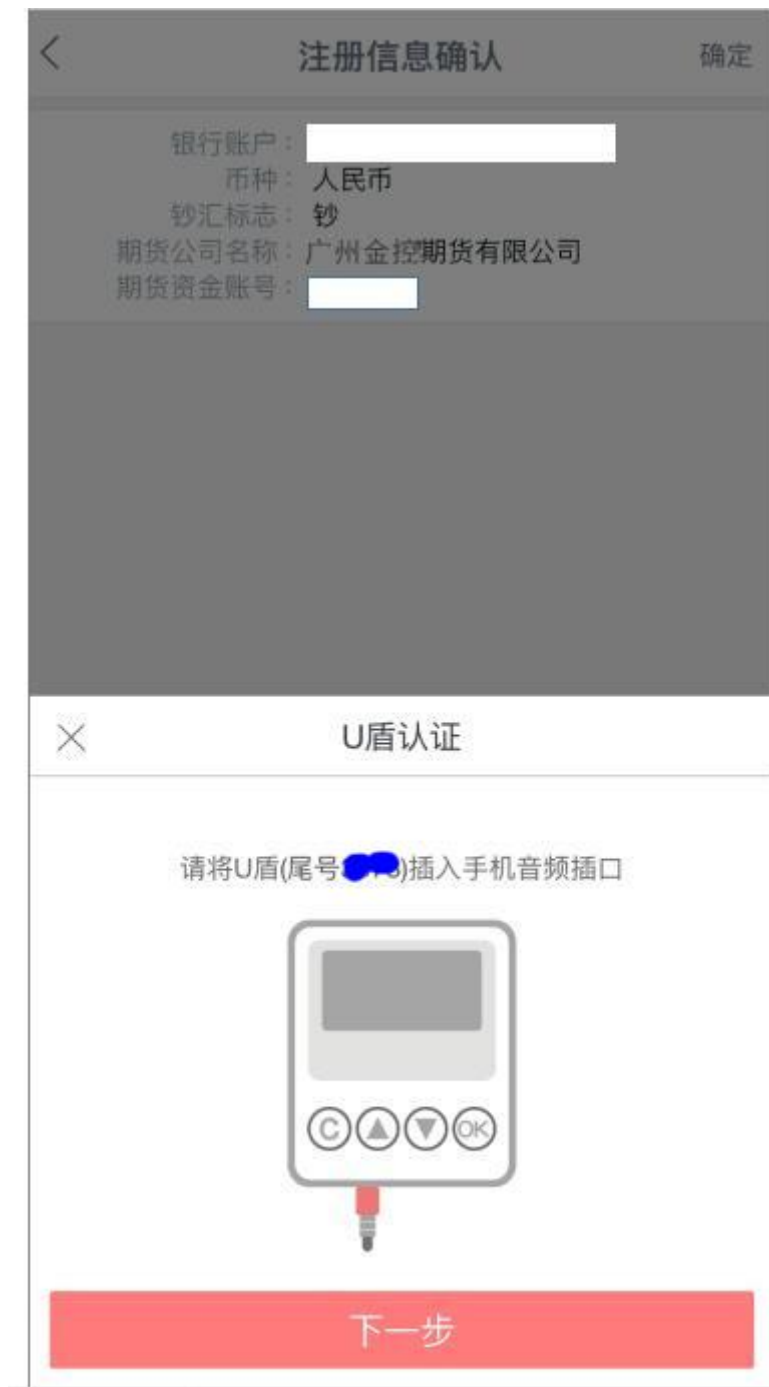 注册信息确认 确定
银行账户:
币种: 人民币
钞汇标志: 钞
期货公司名称: 广州金控期货有限公司
期货资金账号:
U盾认证
请将U盾(尾号)插入手机音频插口
C OK
下一步